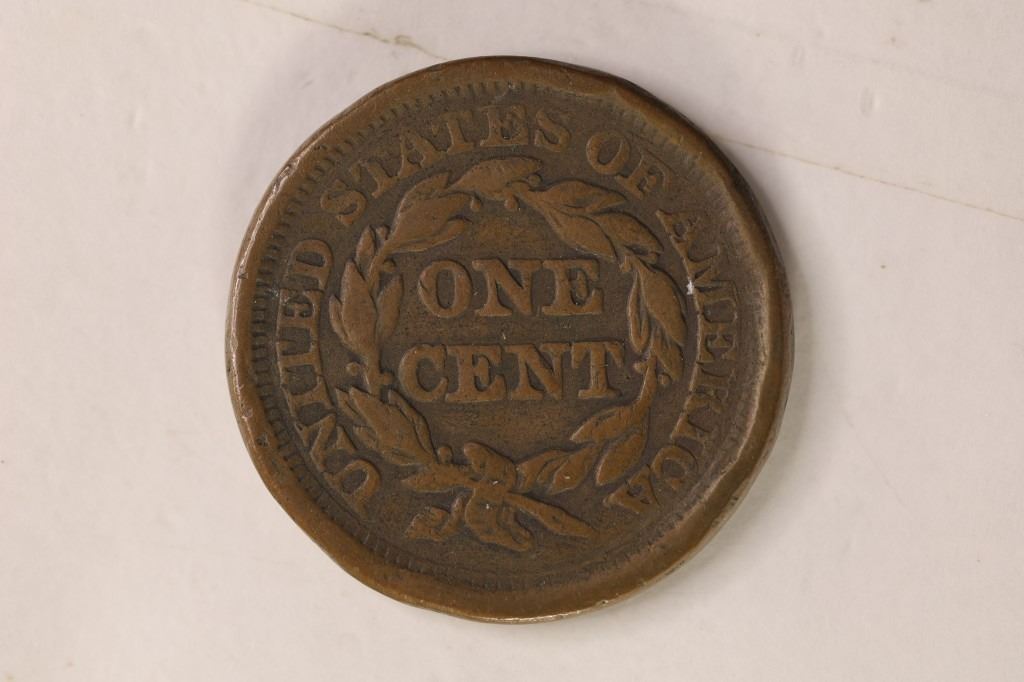 UNITED STATES OF AMERICA
ONE
CENT